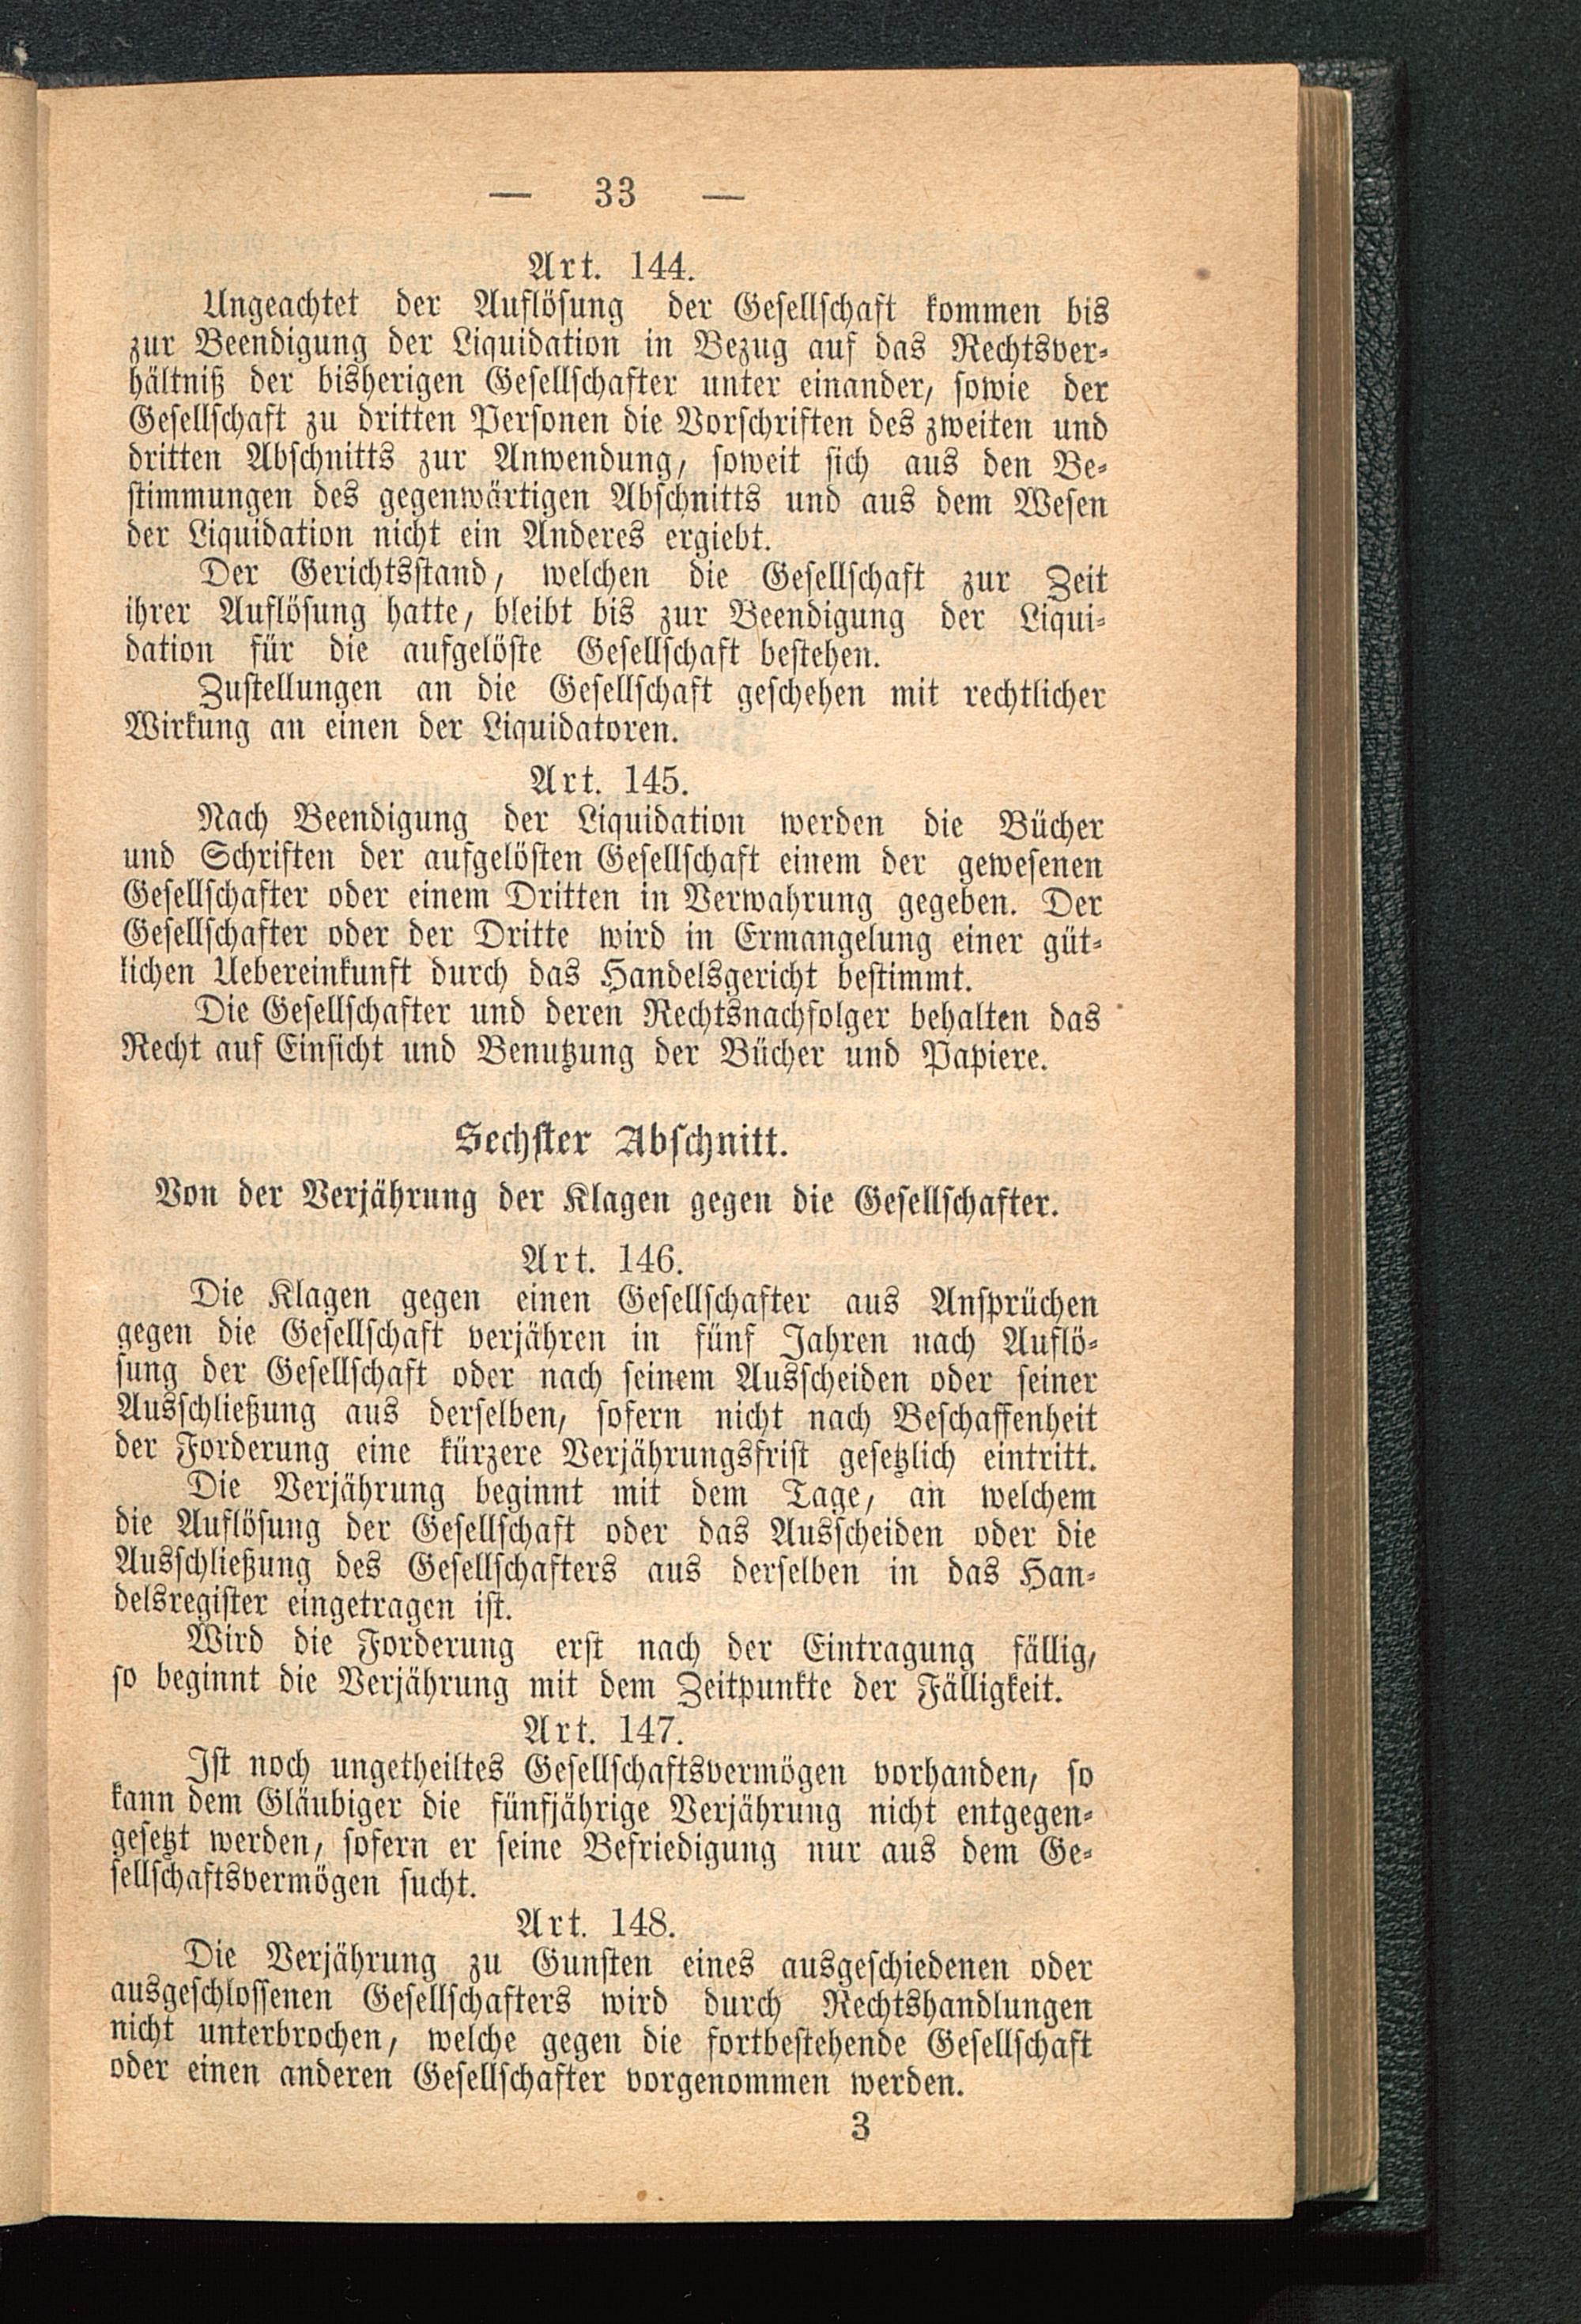 — 33 —
Art. 144.
Ungeachtet der Auflösung der Gesellschaft kommen bis
zur Beendigung der Liquidation in Bezug auf das Rechtsver-
hältniß der bisherigen Gesellschafter unter einander, sowie der
Gesellschaft zu dritten Personen die Vorschriften des zweiten und
dritten Abschnitts zur Anwendung, soweit sich aus den Be-
stimmungen des gegenwärtigen Abschnitts und aus dem Wesen
der Liquidation nicht ein Anderes ergiebt.
Der Gerichtsstand, welchen die Gesellschaft zur Zeit
ihrer Auflösung hatte, bleibt bis zur Beendigung der Liqui-
dation für die aufgelöste Gesellschaft bestehen.
Zustellungen an die Gesellschaft geschehen mit rechtlicher
Wirkung an einen der Liquidatoren.
Art. 145.
Nach Beendigung der Liquidation werden die Bücher
und Schriften der aufgelösten Gesellschaft einem der gewesenen
Gesellschafter oder einem Dritten in Verwahrung gegeben. Der
Gesellschafter oder der Dritte wird in Ermangelung einer güt-
lichen Uebereinkunft durch das Handelsgericht bestimmt.
Die Gesellschafter und deren Rechtsnachfolger behalten das
Recht auf Einsicht und Benutzung der Bücher und Papiere.
Sechster Abschnitt.
Von der Verjährung der Klagen gegen die Gesellschafter.
Art. 146.
Die Klagen gegen einen Gesellschafter aus Ansprüchen
gegen die Gesellschaft verjähren in fünf Jahren nach Auflö-
sung der Gesellschaft oder nach seinem Ausscheiden oder seiner
Ausschließung aus derselben, sofern nicht nach Beschaffenheit
der Forderung eine kürzere Verjährungsfrist gesetzlich eintritt.
Die Verjährung beginnt mit dem Tage, an welchem
die Auflösung der Gesellschaft oder das Ausscheiden oder die
Ausschließung des Gesellschafters aus derselben in das Han-
delsregister eingetragen ist.
Wird die Forderung erst nach der Eintragung fällig,
so beginnt die Verjährung mit dem Zeitpunkte der Fälligkeit.
Art. 147.
Ist noch ungetheiltes Gesellschaftsvermögen vorhanden, so
kann dem Gläubiger die fünfjährige Verjährung nicht entgegen-
gesetzt werden, sofern er seine Befriedigung nur aus dem Ge-
sellschaftsvermögen sucht.
Art. 148.
Die Verjährung zu Gunsten eines ausgeschiedenen oder
ausgeschlossenen Gesellschafters wird durch Rechtshandlungen
nicht unterbrochen, welche gegen die fortbestehende Gesellschaft
oder einen anderen Gesellschafter vorgenommen werden.
3